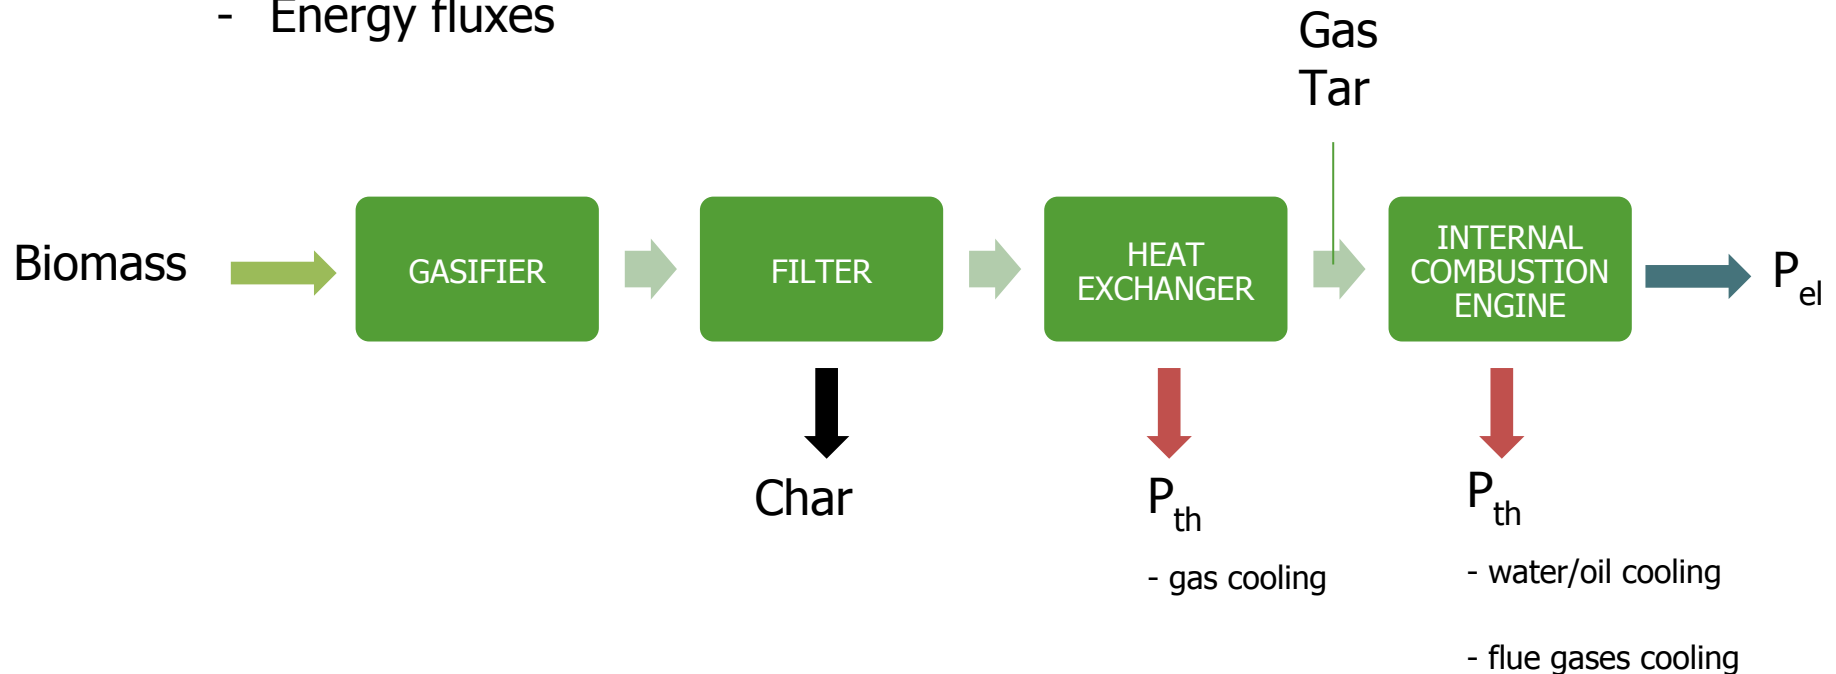 - Energy fluxes
Gas
Tar
Biomass
GASIFIER
FILTER
HEAT
EXCHANGER
INTERNAL
COMBUSTION
ENGINE
Pel
Char
Pth
- gas cooling
Pth
- water/oil cooling
- flue gases cooling